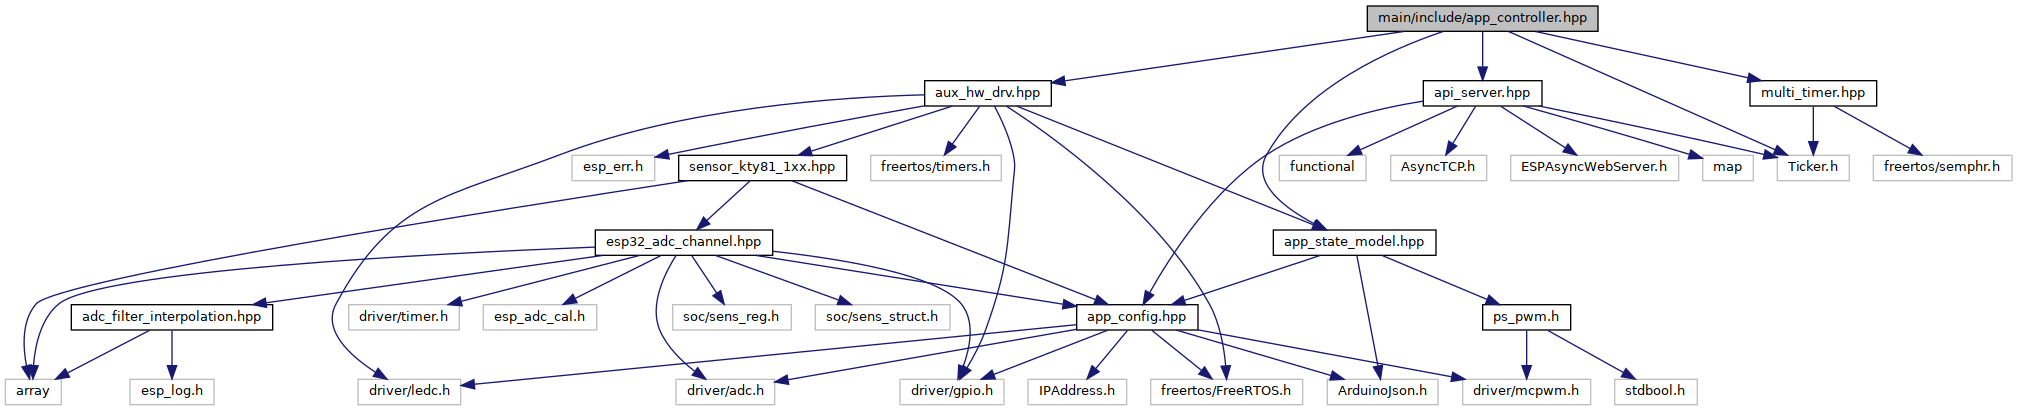 main/include/app_controller.hpp
aux_hw_drv.hpp
api_server.hpp
multi_timer.hpp
esp_err.h
sensor_kty81_1xx.hpp
freertos/timers.h
functional
AsyncTCP.h
ESPAsyncWebServer.h
map
Ticker.h
freertos/semphr.h
esp32_adc_channel.hpp
app_state_model.hpp
adc_filter_interpolation.hpp
driver/timer.h
esp_adc_cal.h
soc/sens_reg.h
soc/sens_struct.h
app_config.hpp
ps_pwm.h
array
esp_log.h
driver/ledc.h
driver/adc.h
driver/gpio.h
IPAddress.h
freertos/FreeRTOS.h
ArduinoJson.h
driver/mcpwm.h
stdbool.h